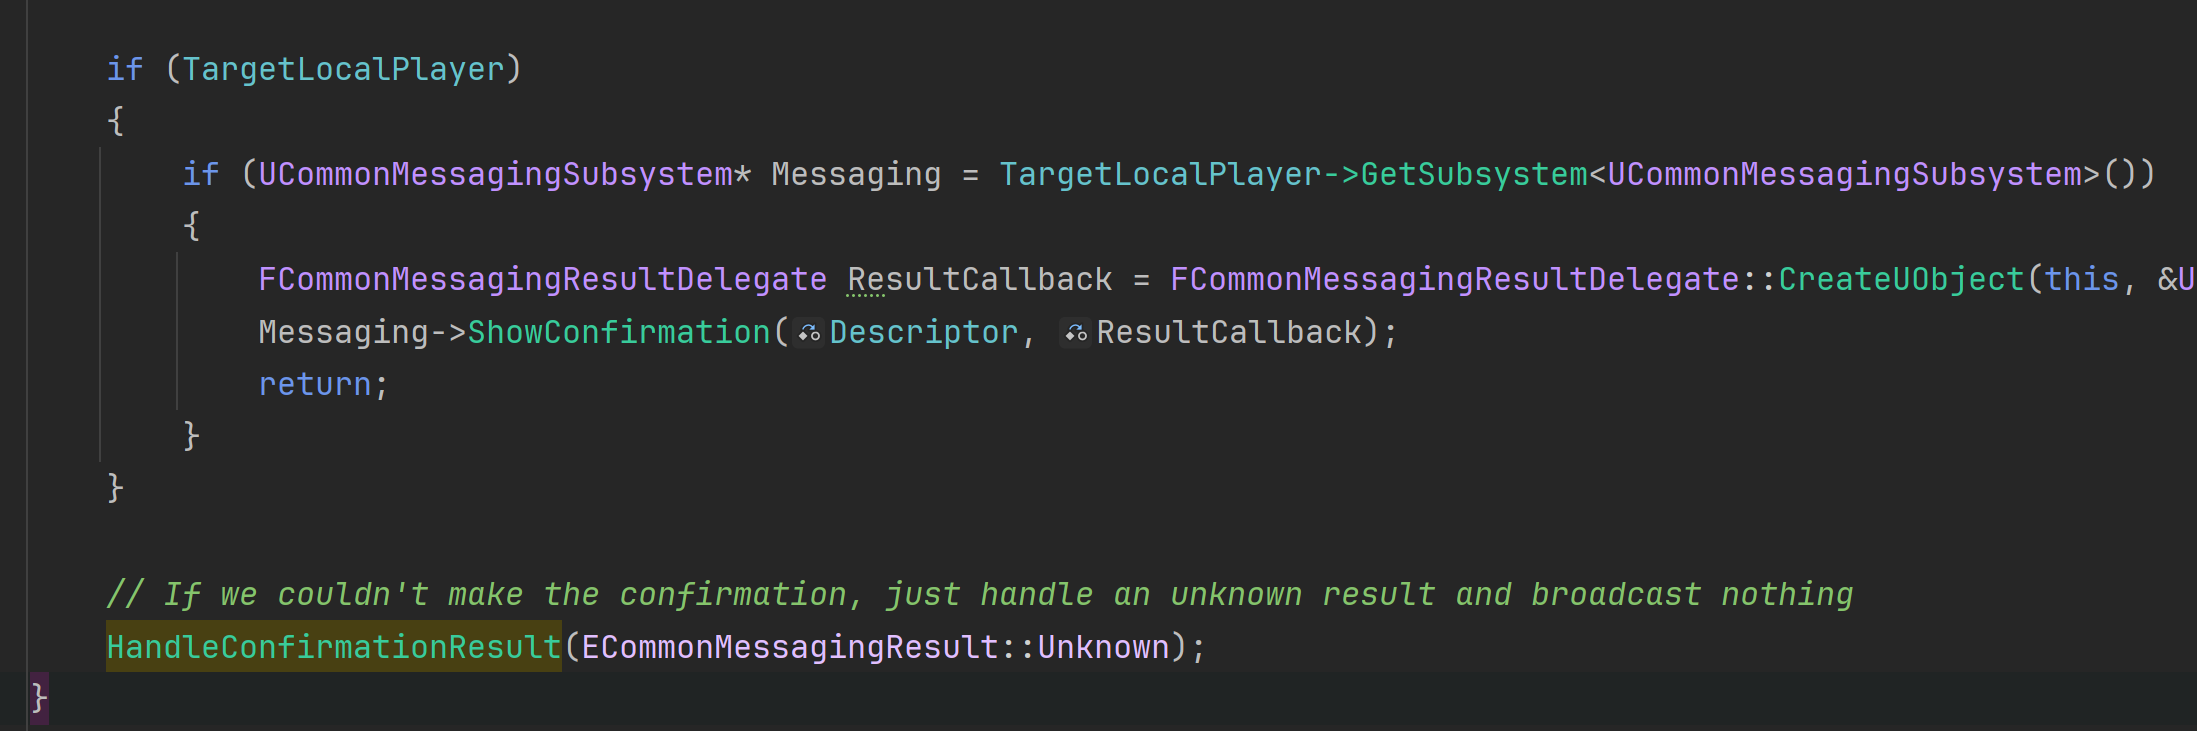 if (TargetLocalPlayer)
{
if (UCommonMessagingSubsystem* Messaging = TargetLocalPlayer->GetSubsystem<UCommonMessagingSubsystem>())
{
FCommonMessagingResultDelegate ResultCallback = FCommonMessagingResultDelegate::CreateUObject(this, &U
Messaging->ShowConfirmation(Descriptor, ResultCallback);
return;
}
}
// If we couldn't make the confirmation, just handle an unknown result and broadcast nothing
HandleConfirmationResult(ECommonMessagingResult::Unknown);
}